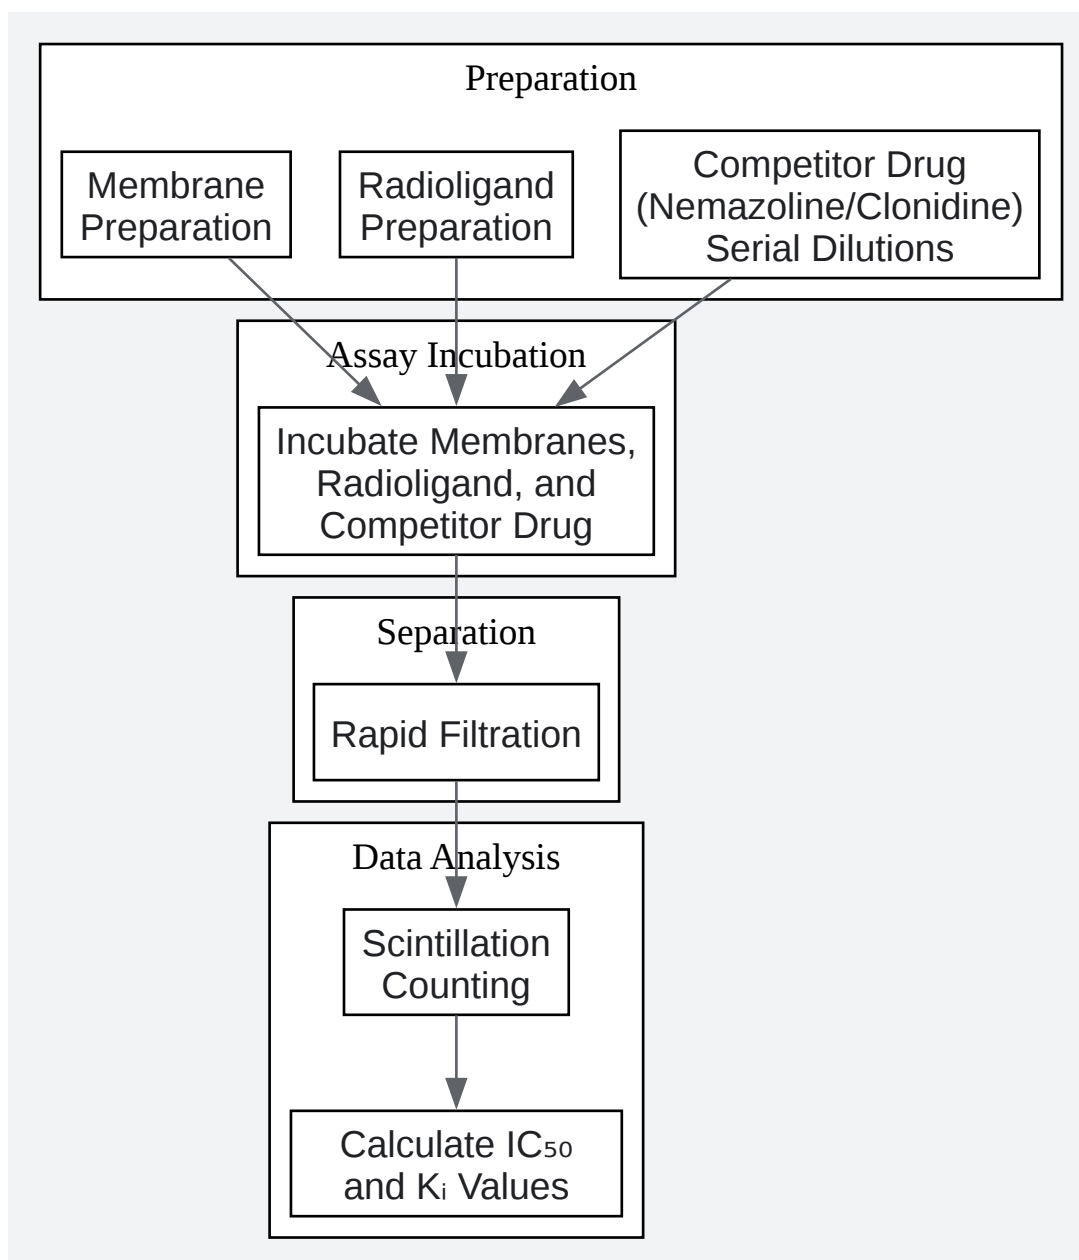 Preparation
Membrane
Preparation
Radioligand
Preparation
Competitor Drug
(Nemazoline/Clonidine)
Serial Dilutions
Assay Incubation
Incubate Membranes,
Radioligand, and
Competitor Drug
Separation
Rapid Filtration
Data Analysis
Scintillation
Counting
Calculate IC₅₀
and Kᵢ Values